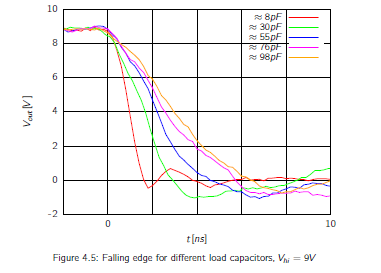 10
8
6
4
2
0
−2
V_out [V]
≈ 8pF
≈ 30pF
≈ 55pF
≈ 76pF
≈ 98pF
0
10
t [ns]
Figure 4.5: Falling edge for different load capacitors, V_hi = 9V